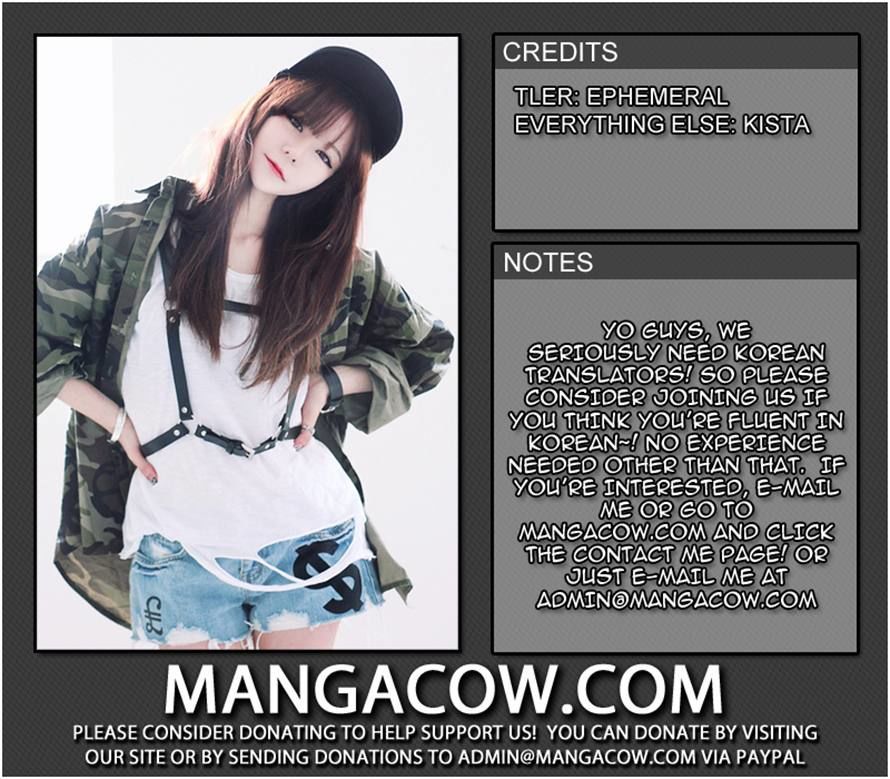 CREDITS
TLER: EPHEMERAL
EVERYTHING ELSE: KISTA
NOTES
YO GUYS, WE
SERIOUSLY NEED KOREAN
TRANSLATORS! SO PLEASE
CONSIDER JOINING US IF
YOU THINK YOU'RE FLUENT IN
KOREAN~! NO EXPERIENCE
NEEDED OTHER THAN THAT. IF
YOU'RE INTERESTED, E-MAIL
ME OR GO TO
MANGACOW.COM AND CLICK
THE CONTACT ME PAGE! OR
JUST E-MAIL ME AT
ADMIN@MANGACOW.COM
MANGACOW.COM
PLEASE CONSIDER DONATING TO HELP SUPPORT US! YOU CAN DONATE BY VISITING
OUR SITE OR BY SENDING DONATIONS TO ADMIN@MANGACOW.COM VIA PAYPAL